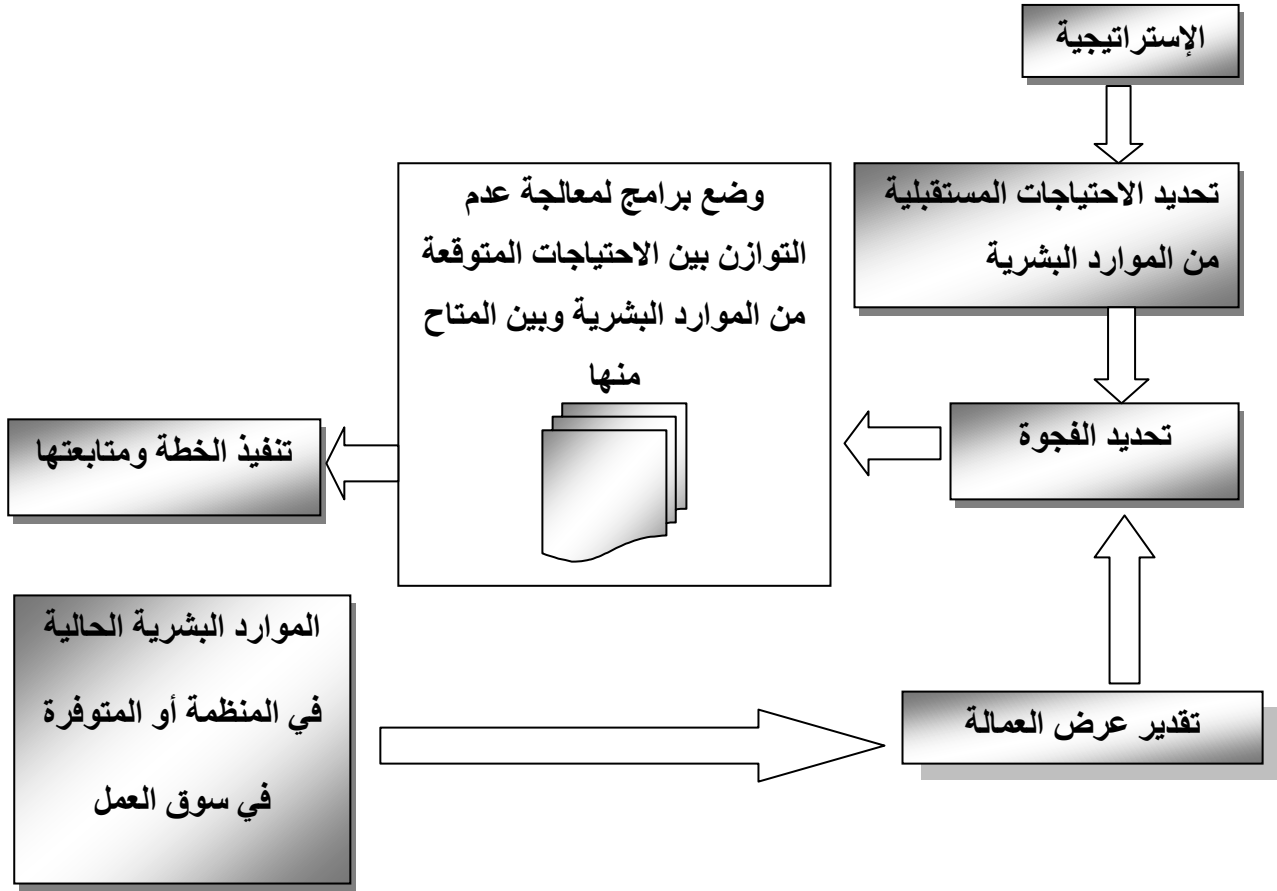 الإستراتيجية
تحديد الاحتياجات المستقبلية
من الموارد البشرية
تحديد الفجوة
وضع برامج لمعالجة عدم
التوازن بين الاحتياجات المتوقعة
من الموارد البشرية وبين المتاح
منها
تنفيذ الخطة ومتابعتها
الموارد البشرية الحالية
في المنظمة أو المتوفرة
في سوق العمل
تقدير عرض العمالة